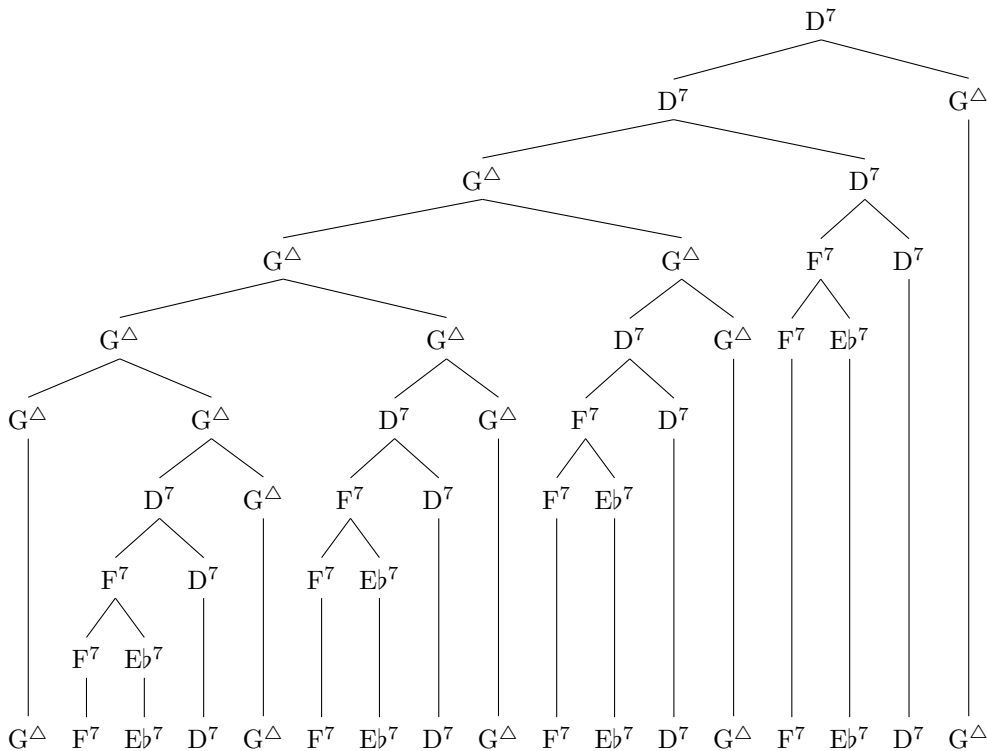 D⁷
D⁷ G△
G△ D⁷
G△ G△ F⁷ D⁷
G△ G△ D⁷ G△ F⁷ E♭⁷
G△ G△ D⁷ G△ F⁷ D⁷
D⁷ G△ F⁷ D⁷ F⁷ E♭⁷
F⁷ D⁷ F⁷ E♭⁷
F⁷ E♭⁷
G△ F⁷ E♭⁷ D⁷ G△ F⁷ E♭⁷ D⁷ G△ F⁷ E♭⁷ D⁷ G△ F⁷ E♭⁷ D⁷ G△